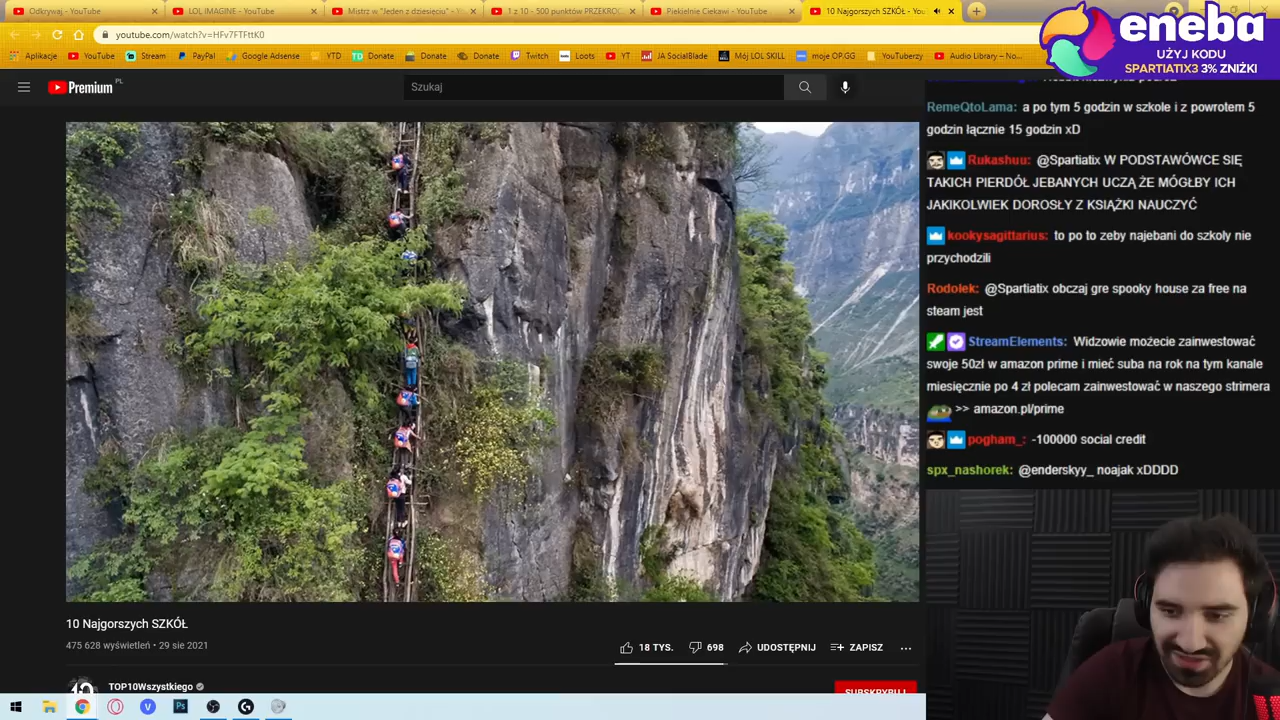 Odkrywaj - YouTube
LOL IMAGINE - YouTube
Mistrz w "Jeden z dziesięciu" -
1 z 10 - 500 punktów PRZEKRO
Piekielnie Ciekawi - YouTube
10 Najgorszych SZKÓŁ - You
youtube.com/watch?v=HFv7FTFttK0
Aplikacje
YouTube
Stream
PayPal
Google Adsense
YTD
Donate
Donate
Donate
Twitch
Loots
YT
JA SocialBlade
Mój LOL SKILL
moje OP.GG
YouTuberzy
Audio Library — No...
eneba
UŻYJ KODU
SPARTIATIX3 3% ZNIŻKI
Premium PL
Szukaj
RemeQtoLama: a po tym 5 godzin w szkole i z powrotem 5
godzin łącznie 15 godzin xD
Rukashuu: @Spartiatix W PODSTAWÓWCE SIĘ
TAKICH PIERDÓŁ JEBANYCH UCZĄ ŻE MÓGŁBY ICH
JAKIKOLWIEK DOROSŁY Z KSIĄŻKI NAUCZYĆ
kookysagittarius: to po to zeby najebani do szkoly nie
przychodzili
Rodolek: @Spartiatix obczaj gre spooky house za free na
steam jest
StreamElements: Widzowie możecie zainwestować
swoje 50zł w amazon prime i mieć suba na rok na tym kanale
miesięcznie po 4 zł polecam zainwestować w naszego strimera
>> amazon.pl/prime
pogham_: -100000 social credit
spx_nashorek: @enderskyy_ noajak xDDDD
10 Najgorszych SZKÓŁ
475 628 wyświetleń • 29 sie 2021
18 TYS.
698
UDOSTĘPNIJ
ZAPISZ
TOP10Wszystkiego
SUBSKRYBUJ